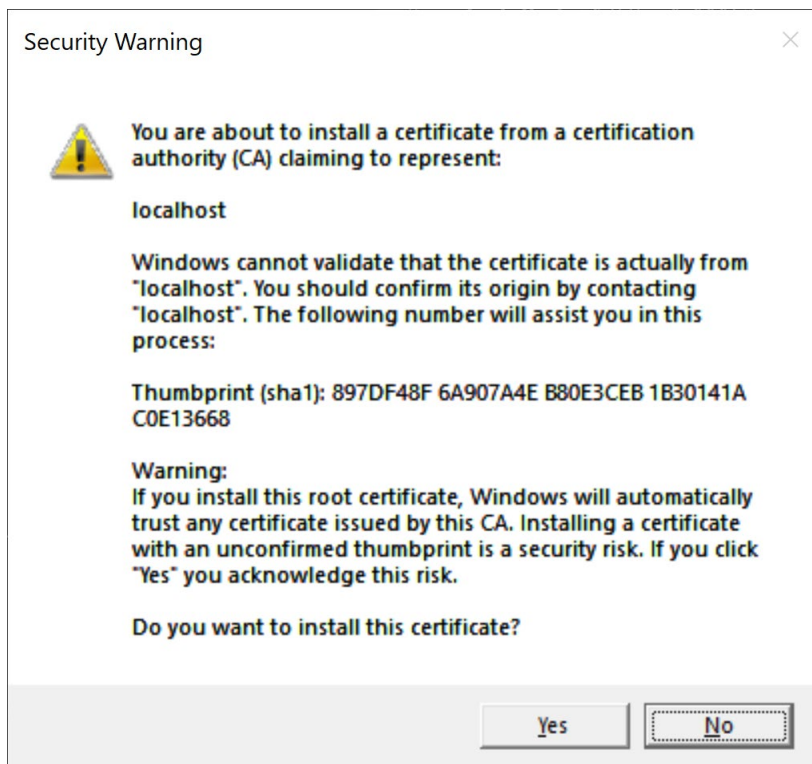 Security Warning
You are about to install a certificate from a certification
authority (CA) claiming to represent:
localhost
Windows cannot validate that the certificate is actually from
"localhost". You should confirm its origin by contacting
"localhost". The following number will assist you in this
process:
Thumbprint (sha1): 897DF48F 6A907A4E B80E3CEB 1B30141A
C0E13668
Warning:
If you install this root certificate, Windows will automatically
trust any certificate issued by this CA. Installing a certificate
with an unconfirmed thumbprint is a security risk. If you click
"Yes" you acknowledge this risk.
Do you want to install this certificate?
Yes No